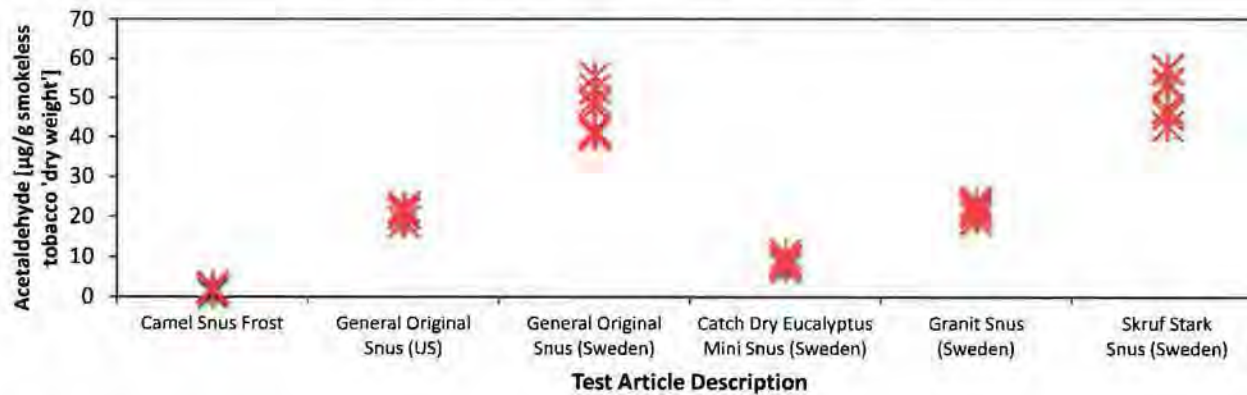 Acetaldehyde [µg/g smokeless
tobacco 'dry weight']
70
60
50
40
30
20
10
0
Camel Snus Frost
General Original
Snus (US)
General Original
Snus (Sweden)
Catch Dry Eucalyptus
Mini Snus (Sweden)
Granit Snus
(Sweden)
Skruf Stark
Snus (Sweden)
Test Article Description